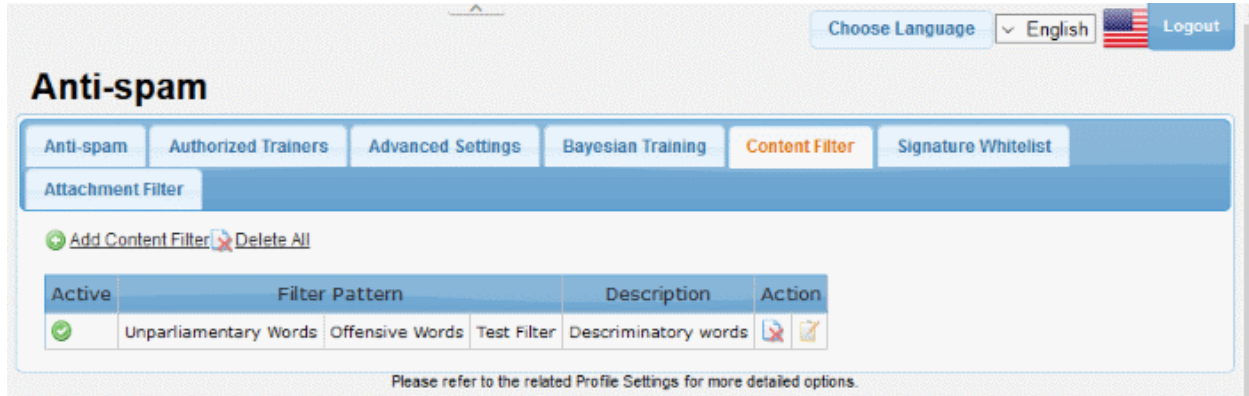 Choose Language English Logout
Anti-spam
Anti-spam Authorized Trainers Advanced Settings Bayesian Training Content Filter Signature Whitelist
Attachment Filter
Add Content Filter Delete All
Active Filter Pattern Description Action
Unparliamentary Words Offensive Words Test Filter Descriminatory words
Please refer to the related Profile Settings for more detailed options.